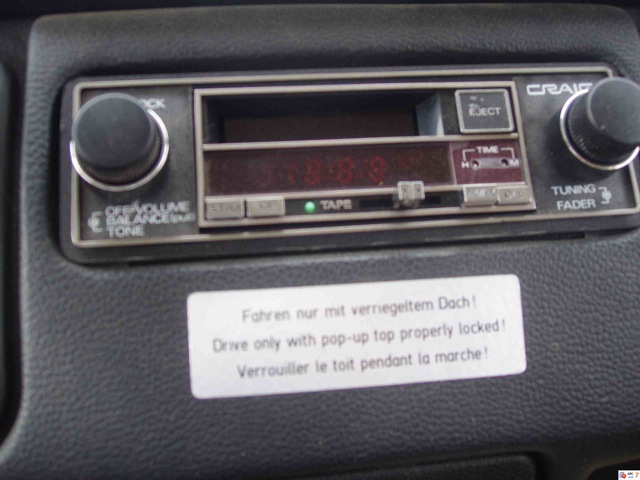 CRAIG
EJECT
TIME
H M
TAPE
OFF/VOLUME
BALANCE(pull)
TONE
TUNING
FADER
Fahren nur mit verriegeltem Dach!
Drive only with pop-up top properly locked!
Verrouiller le toit pendant la marche!